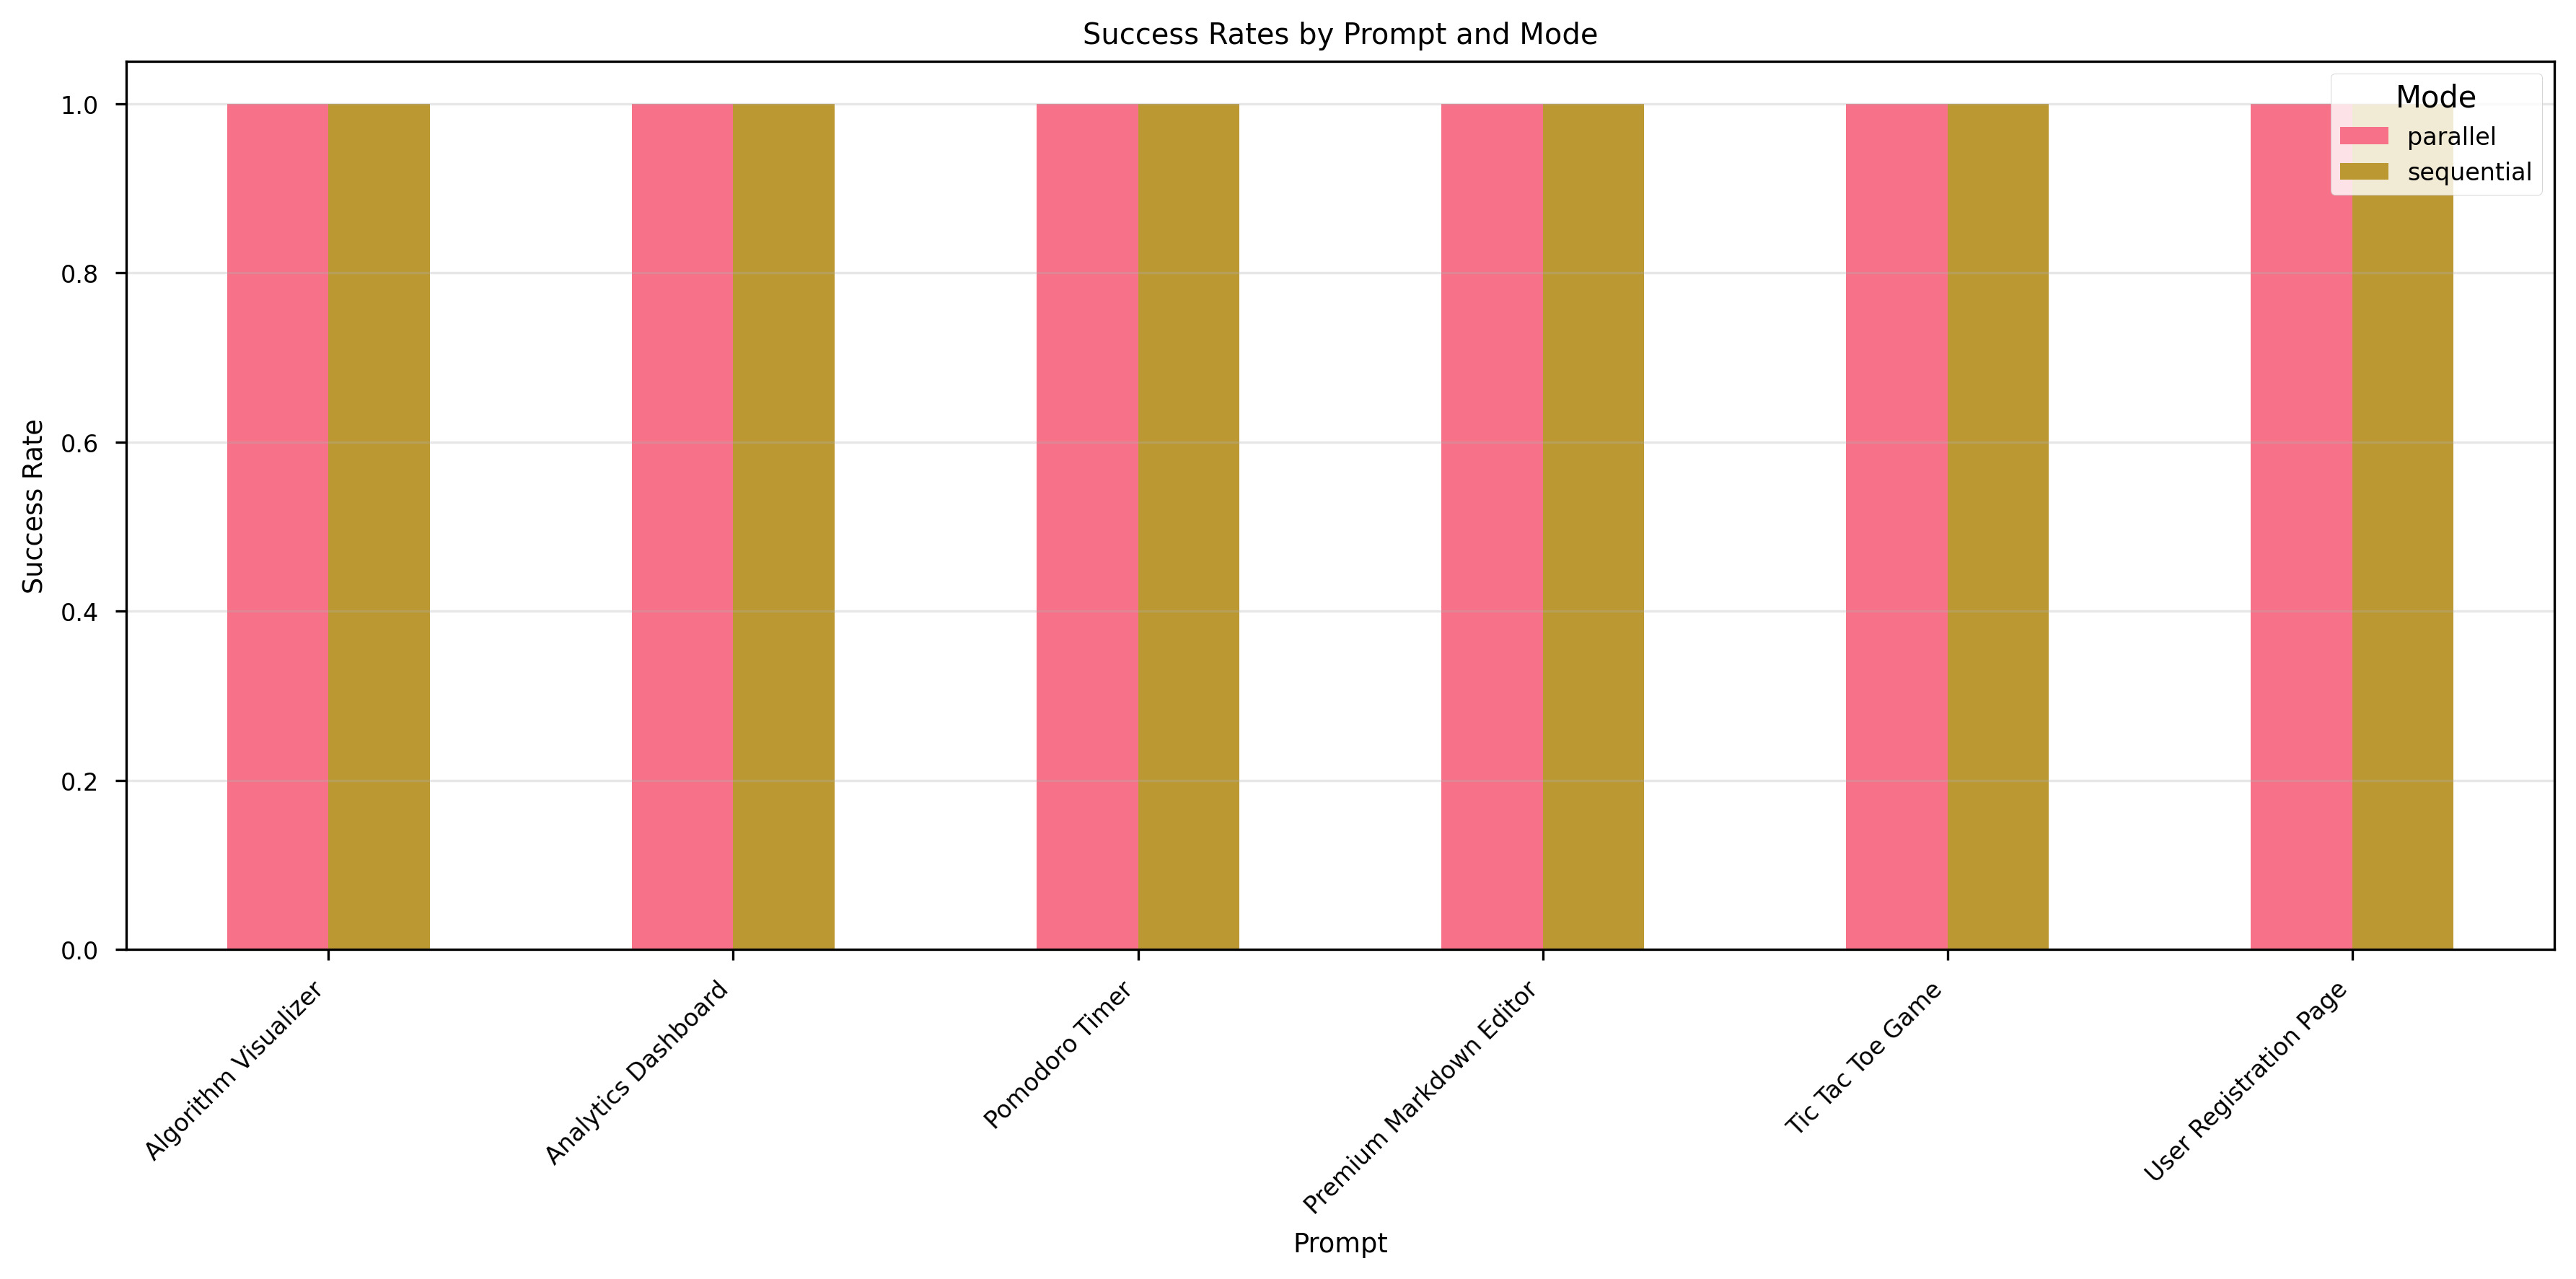 Success Rates by Prompt and Mode
Mode
parallel
sequential
Success Rate
1.0
0.8
0.6
0.4
0.2
0.0
Algorithm Visualizer
Analytics Dashboard
Pomodoro Timer
Premium Markdown Editor
Tic Tac Toe Game
User Registration Page
Prompt